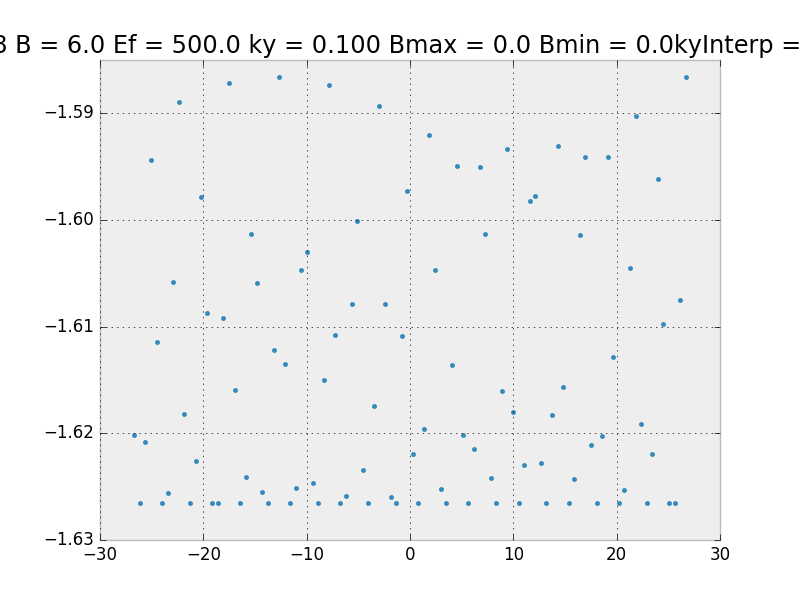 B = 6.0 Ef = 500.0 ky = 0.100 Bmax = 0.0 Bmin = 0.0kyInterp =
−1.59
−1.60
−1.61
−1.62
−1.63
−30 −20 −10 0 10 20 30